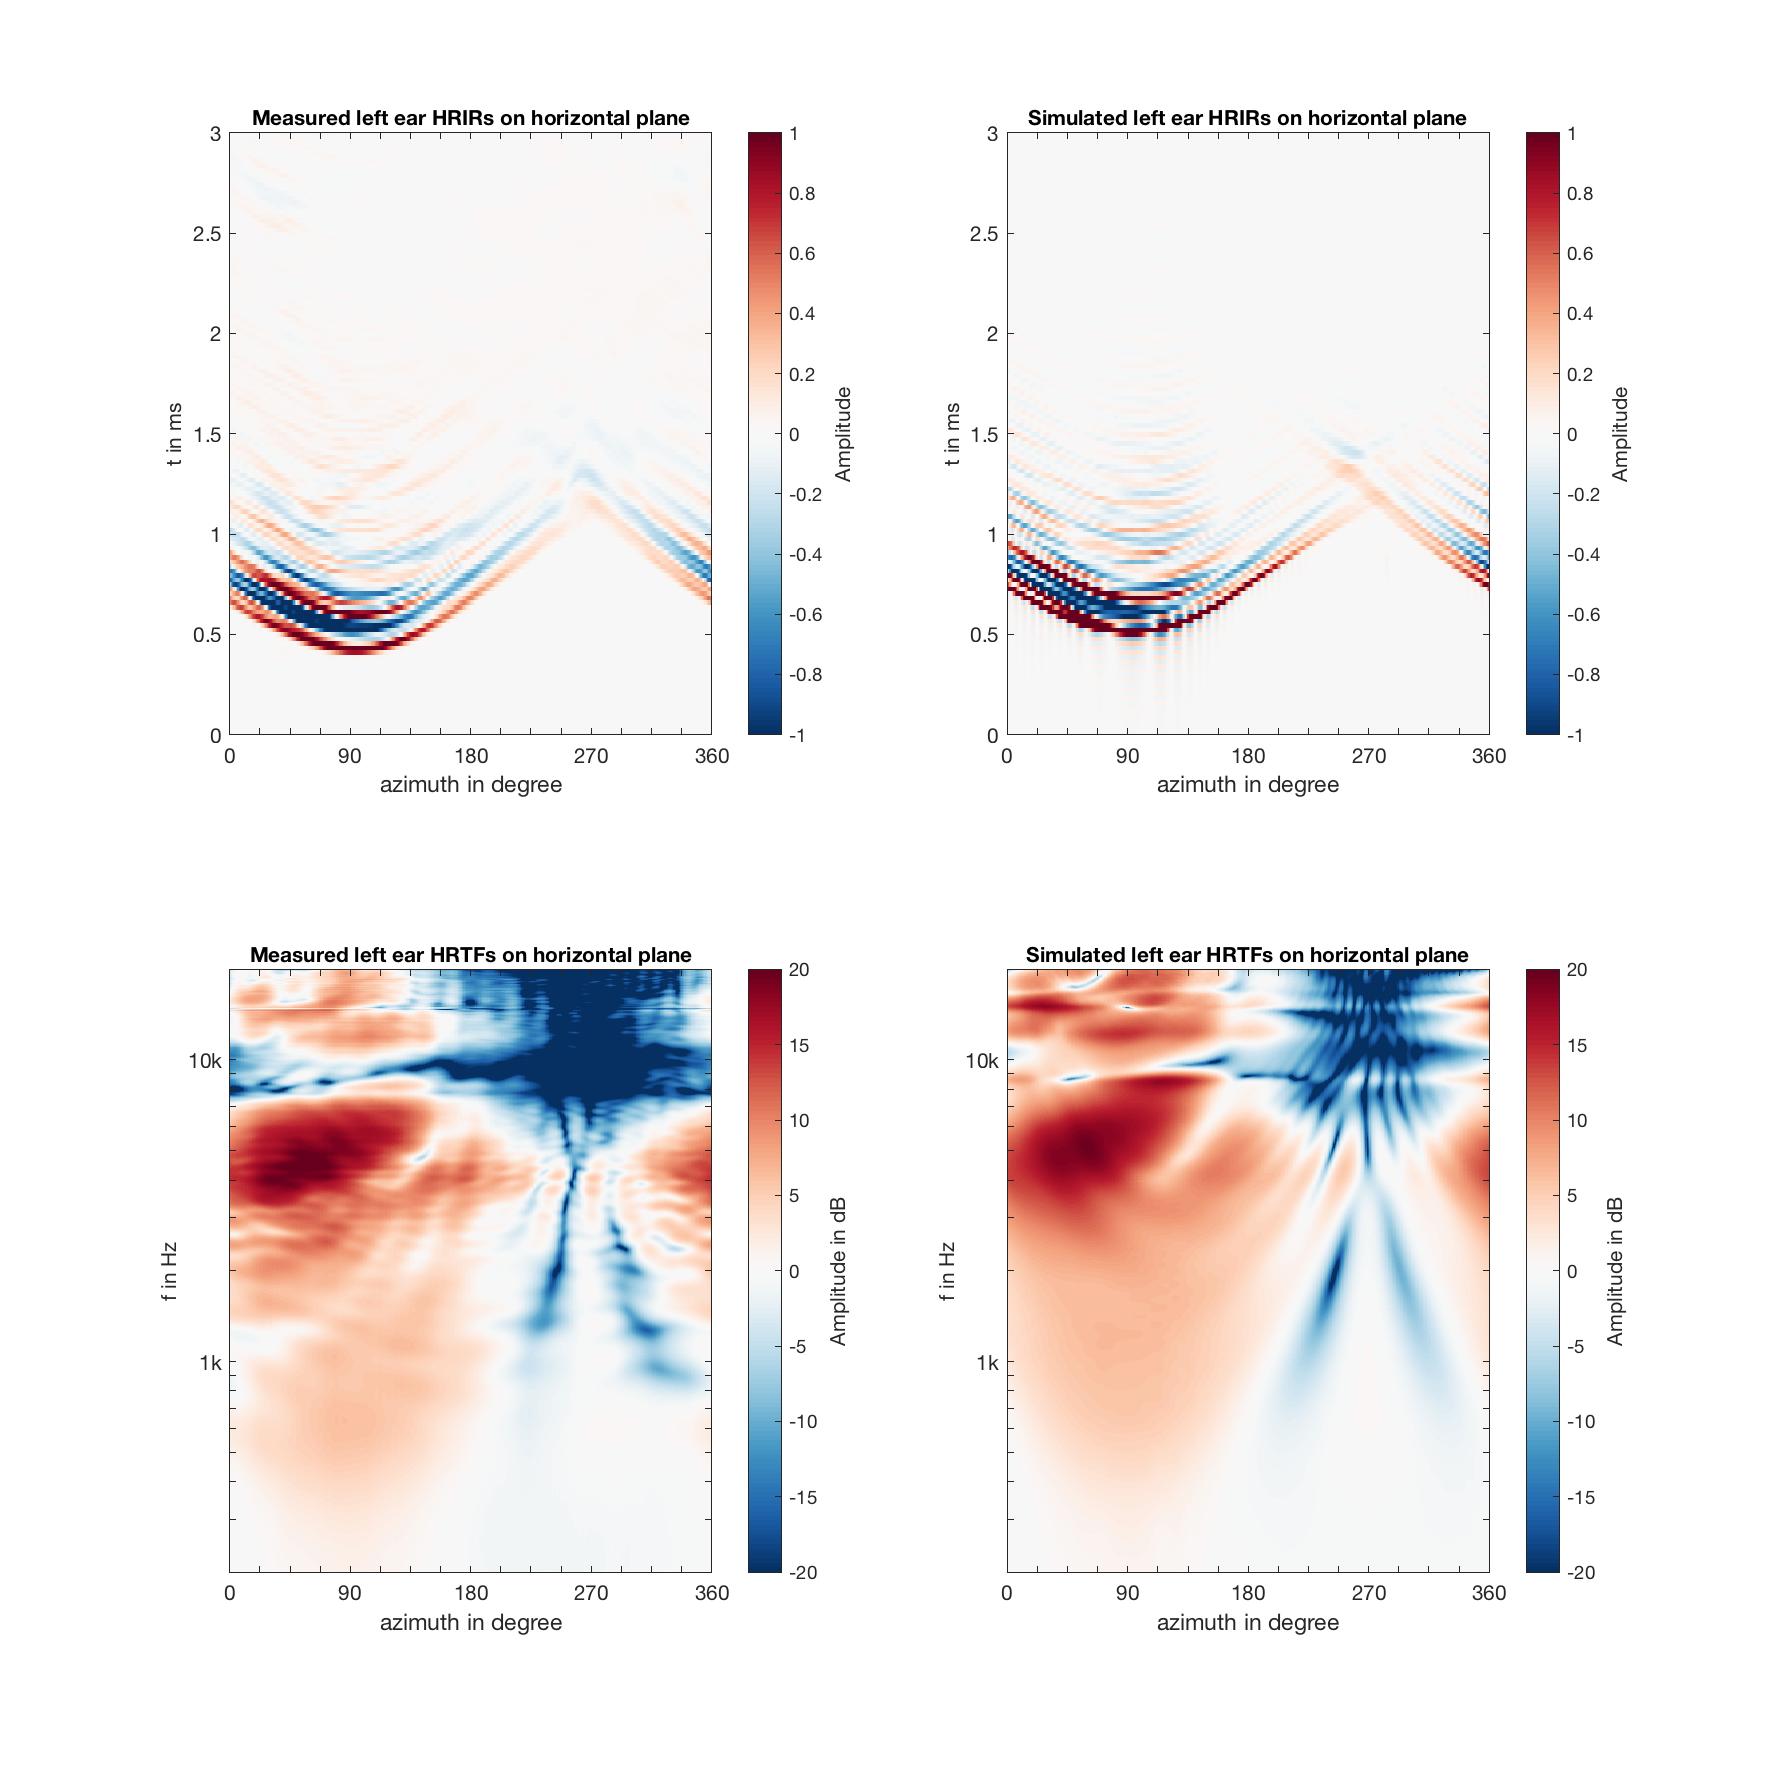 Measured left ear HRIRs on horizontal plane
3
2.5
2
1.5
1
0.5
0
t in ms
0 90 180 270 360
azimuth in degree
1
0.8
0.6
0.4
0.2
0
-0.2
-0.4
-0.6
-0.8
-1
Amplitude
Simulated left ear HRIRs on horizontal plane
3
2.5
2
1.5
1
0.5
0
t in ms
0 90 180 270 360
azimuth in degree
1
0.8
0.6
0.4
0.2
0
-0.2
-0.4
-0.6
-0.8
-1
Amplitude
Measured left ear HRTFs on horizontal plane
10k
1k
f in Hz
0 90 180 270 360
azimuth in degree
20
15
10
5
0
-5
-10
-15
-20
Amplitude in dB
Simulated left ear HRTFs on horizontal plane
10k
1k
f in Hz
0 90 180 270 360
azimuth in degree
20
15
10
5
0
-5
-10
-15
-20
Amplitude in dB